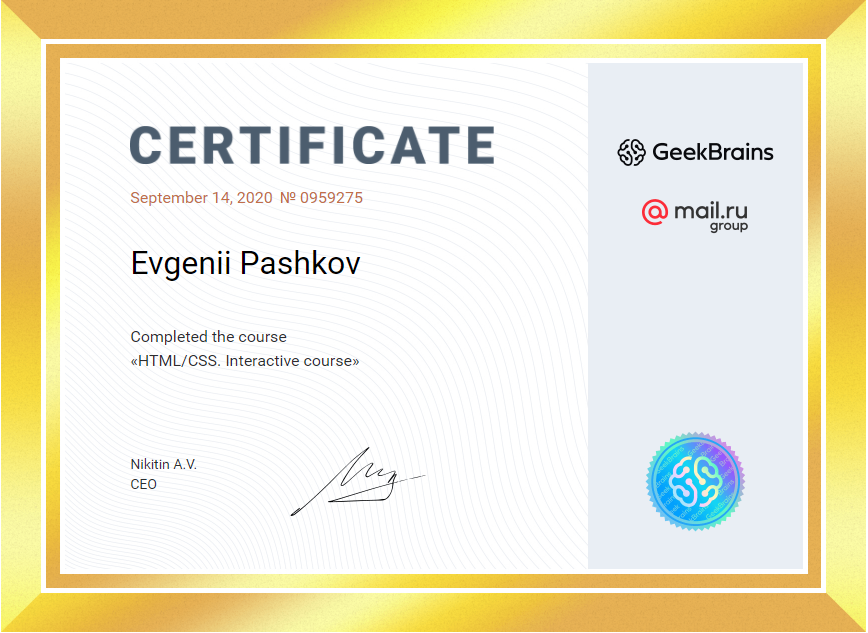 CERTIFICATE
September 14, 2020 № 0959275
Evgenii Pashkov
Completed the course
«HTML/CSS. Interactive course»
Nikitin A.V.
CEO
GeekBrains
@mail.ru
group